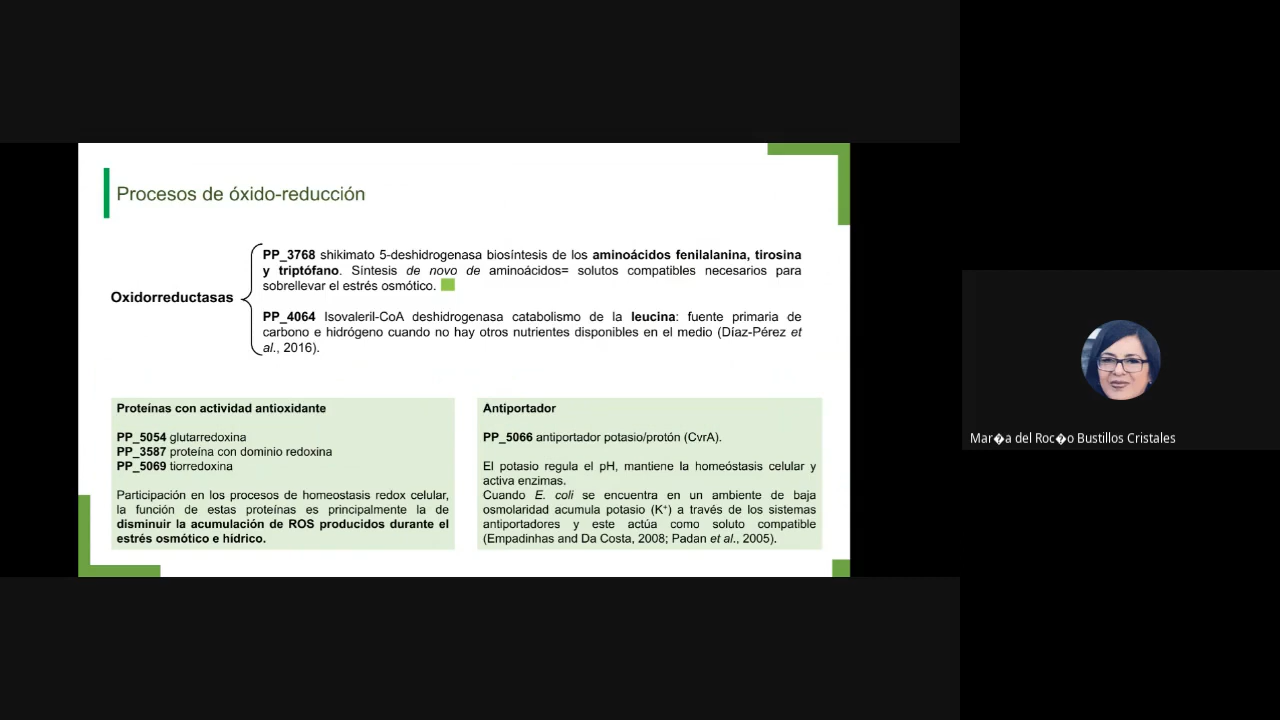 Procesos de óxido-reducción
Oxidorreductasas
PP_3768 shikimato 5-deshidrogenasa biosíntesis de los aminoácidos fenilalanina, tirosina
y triptófano. Síntesis de novo de aminoácidos= solutos compatibles necesarios para
sobrellevar el estrés osmótico.
PP_4064 Isovaleril-CoA deshidrogenasa catabolismo de la leucina: fuente primaria de
carbono e hidrógeno cuando no hay otros nutrientes disponibles en el medio (Díaz-Pérez et
al., 2016).
Proteínas con actividad antioxidante
PP_5054 glutarredoxina
PP_3587 proteína con dominio redoxina
PP_5069 tiorredoxina
Participación en los procesos de homeostasis redox celular,
la función de estas proteínas es principalmente la de
disminuir la acumulación de ROS producidos durante el
estrés osmótico e hídrico.
Antiportador
PP_5066 antiportador potasio/protón (CvrA).
El potasio regula el pH, mantiene la homeóstasis celular y
activa enzimas.
Cuando E. coli se encuentra en un ambiente de baja
osmolaridad acumula potasio (K⁺) a través de los sistemas
antiportadores y este actúa como soluto compatible
(Empadinhas and Da Costa, 2008; Padan et al., 2005).
Mar�a del Roc�o Bustillos Cristales